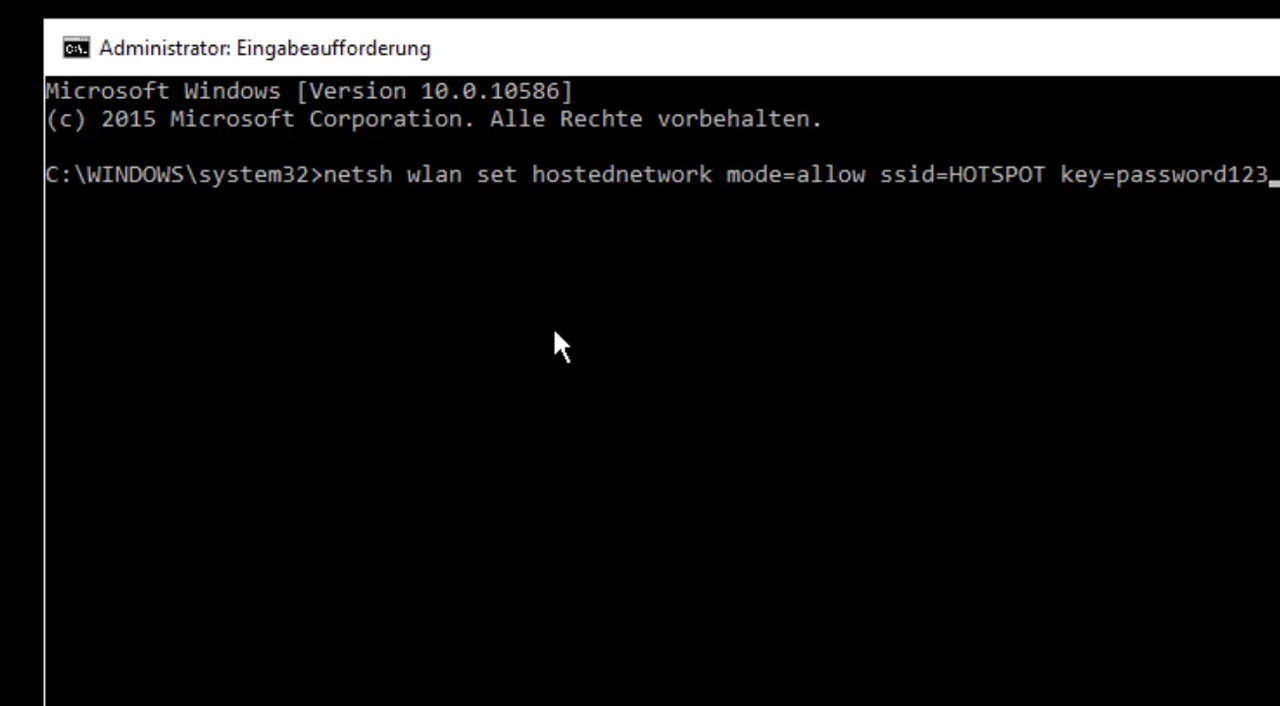 Administrator: Eingabeaufforderung
Microsoft Windows [Version 10.0.10586]
(c) 2015 Microsoft Corporation. Alle Rechte vorbehalten.
C:\WINDOWS\system32>netsh wlan set hostednetwork mode=allow ssid=HOTSPOT key=password123_